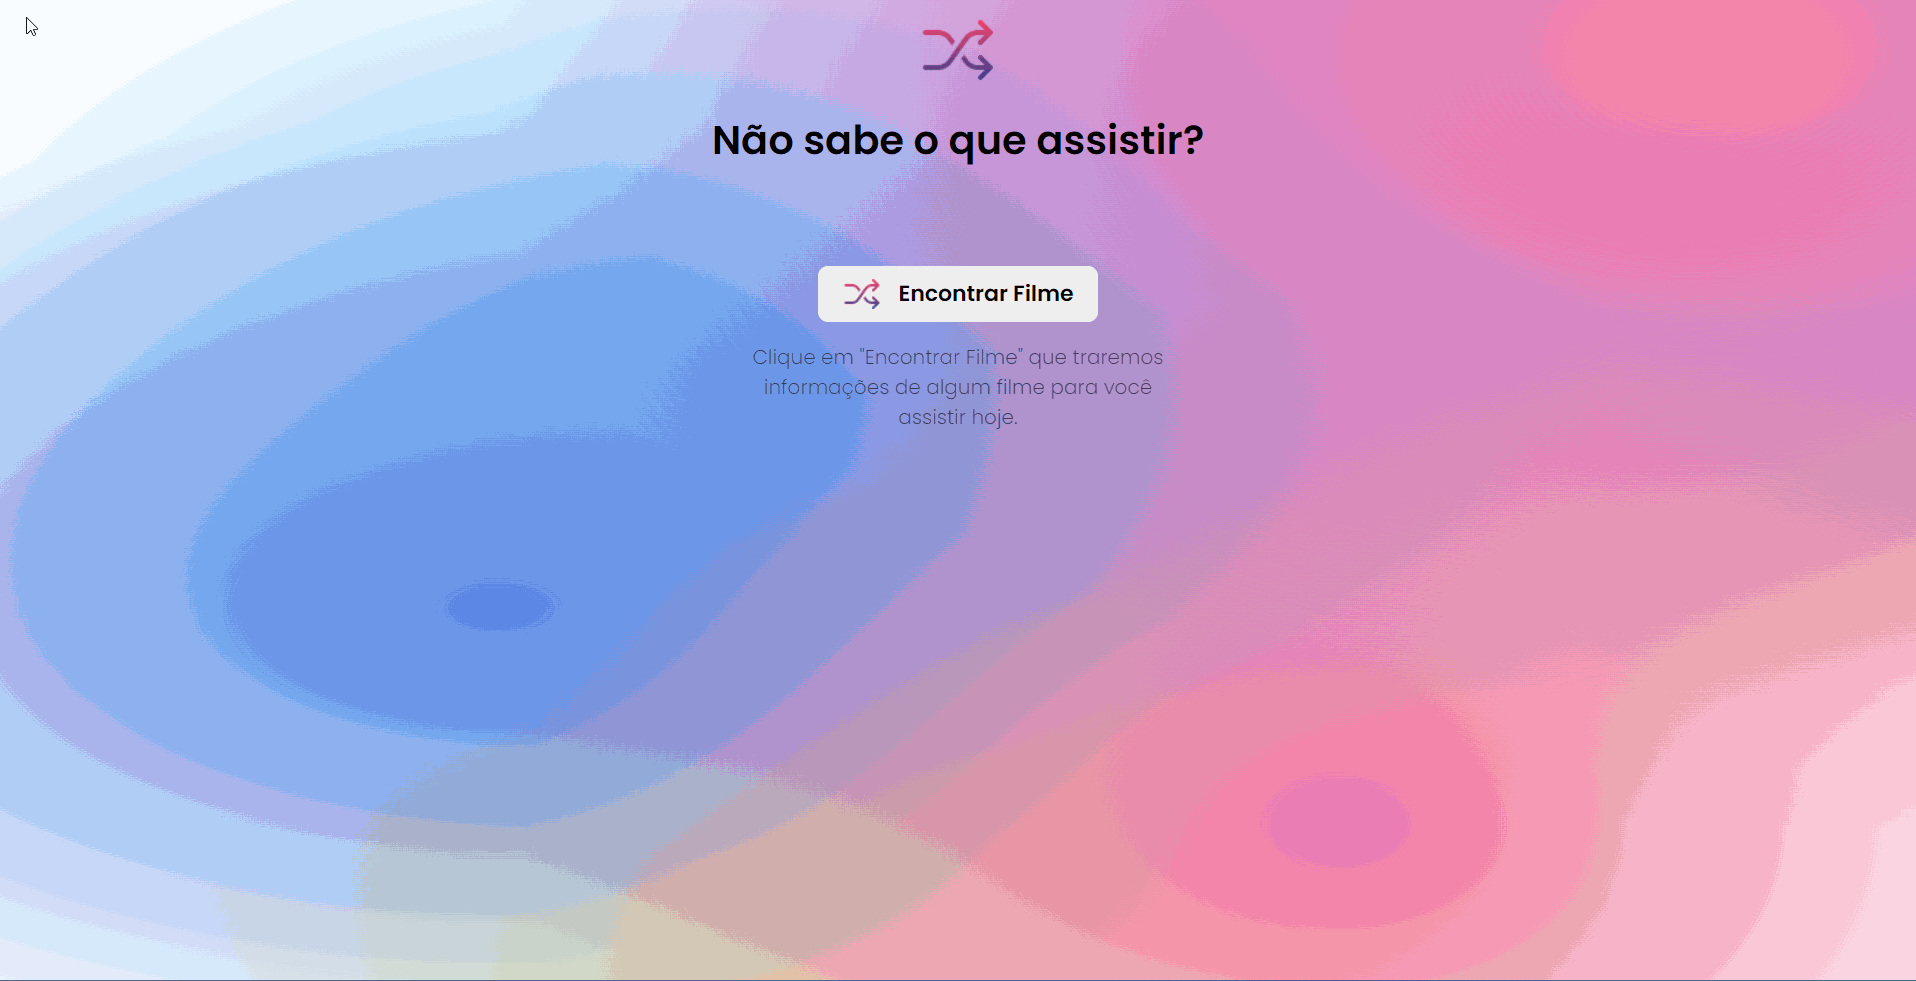 Não sabe o que assistir?
Encontrar Filme
Clique em "Encontrar Filme" que traremos
informações de algum filme para você
assistir hoje.